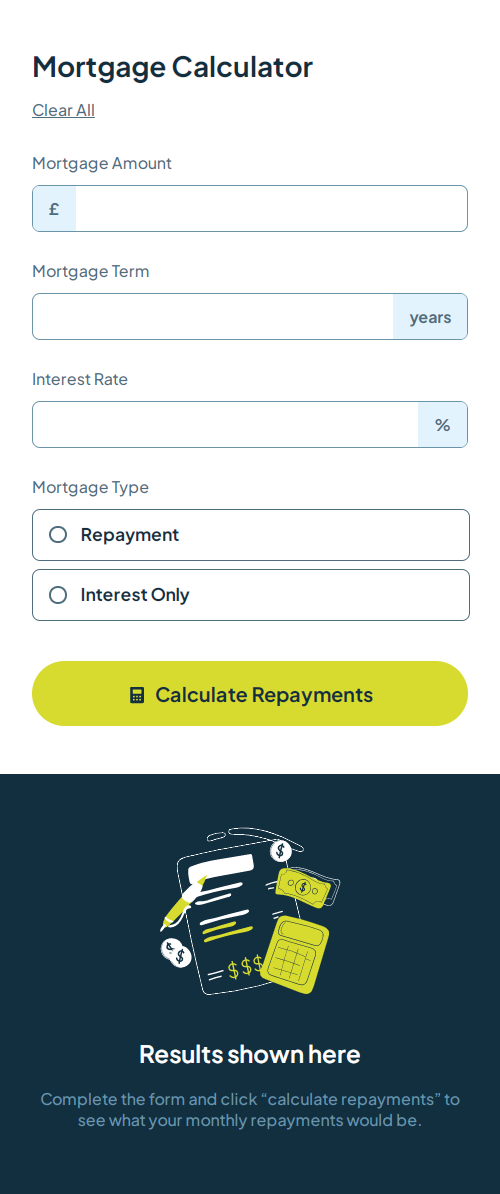 Mortgage Calculator
Clear All
Mortgage Amount
£
Mortgage Term
years
Interest Rate
%
Mortgage Type
Repayment
Interest Only
Calculate Repayments
$
$
$
$
$$$
Results shown here
Complete the form and click “calculate repayments” to
see what your monthly repayments would be.